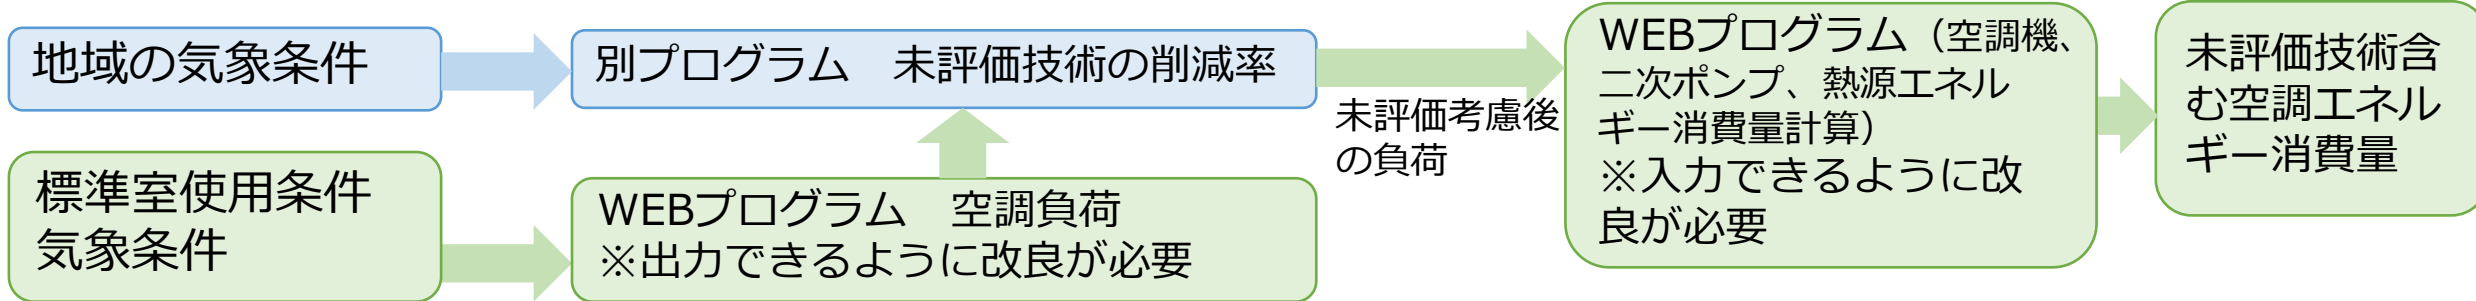 地域の気象条件
別プログラム　未評価技術の削減率
未評価考慮後
の負荷
標準室使用条件
気象条件
WEBプログラム　空調負荷
※出力できるように改良が必要
WEBプログラム（空調機、
二次ポンプ、熱源エネル
ギー消費量計算）
※入力できるように改
良が必要
未評価技術含
む空調エネル
ギー消費量